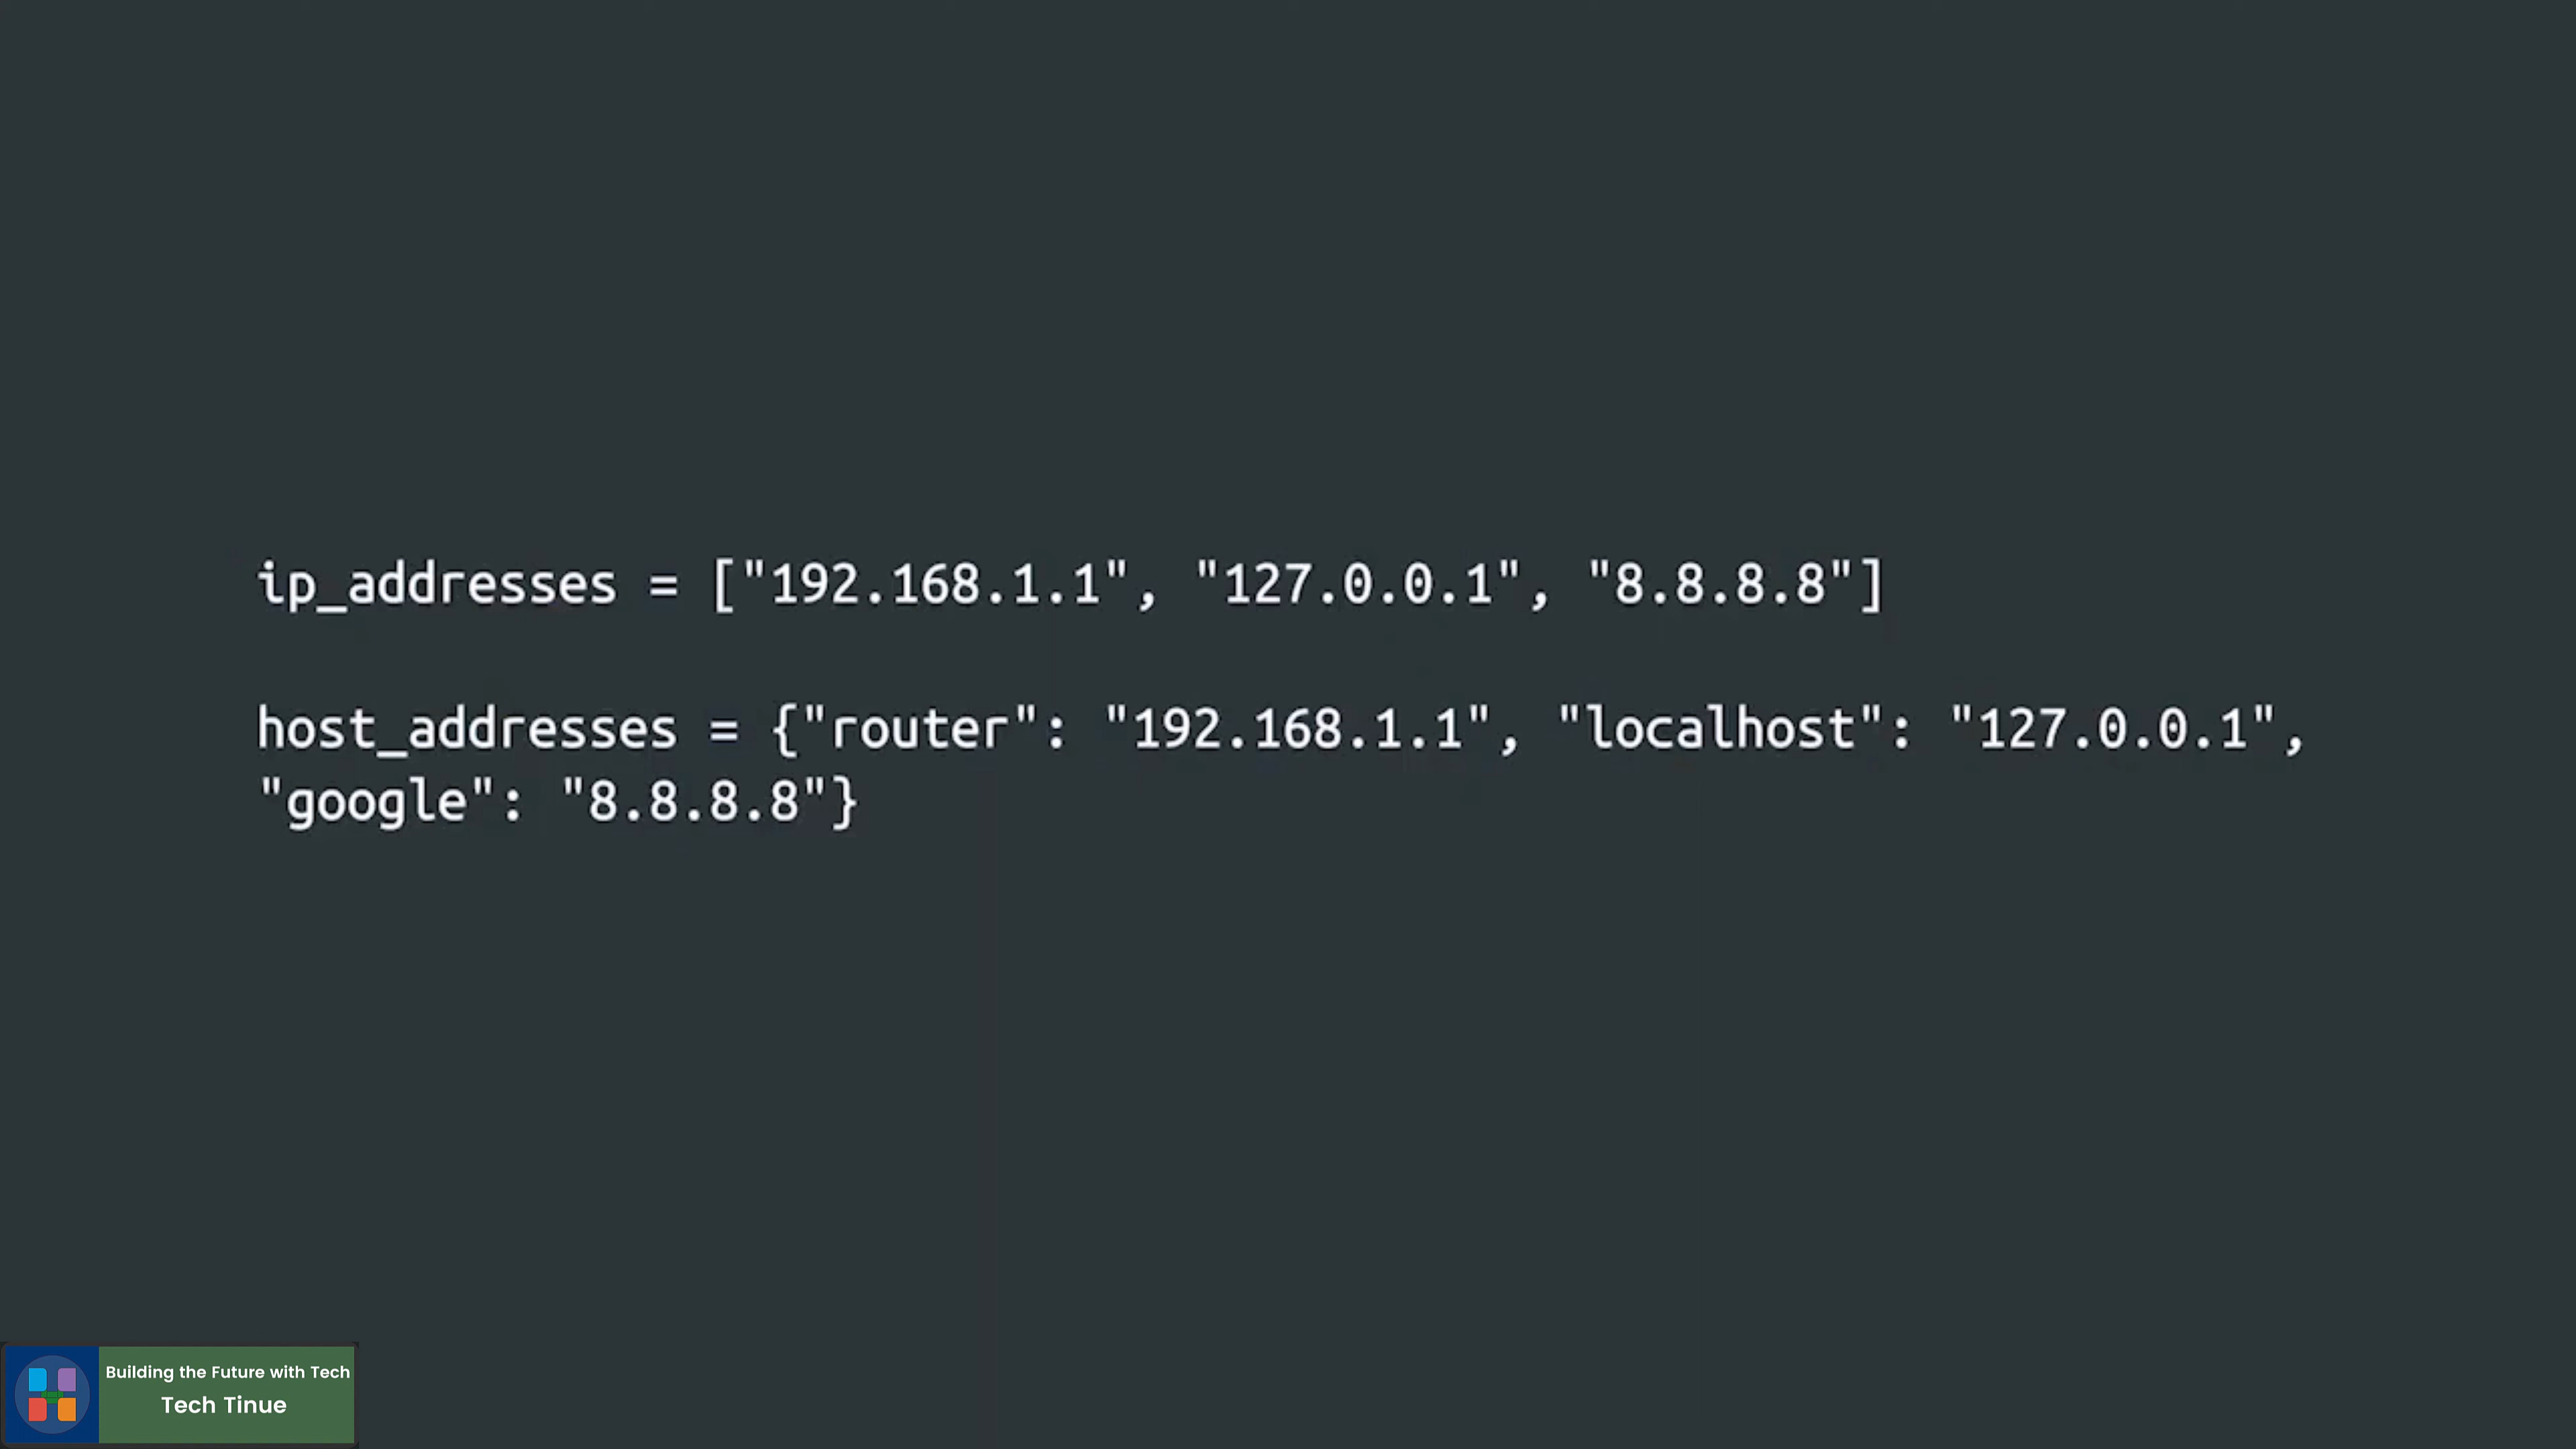 ip_addresses = ["192.168.1.1", "127.0.0.1", "8.8.8.8"]
host_addresses = {"router": "192.168.1.1", "localhost": "127.0.0.1",
"google": "8.8.8.8"}
Building the Future with Tech
Tech Tinue